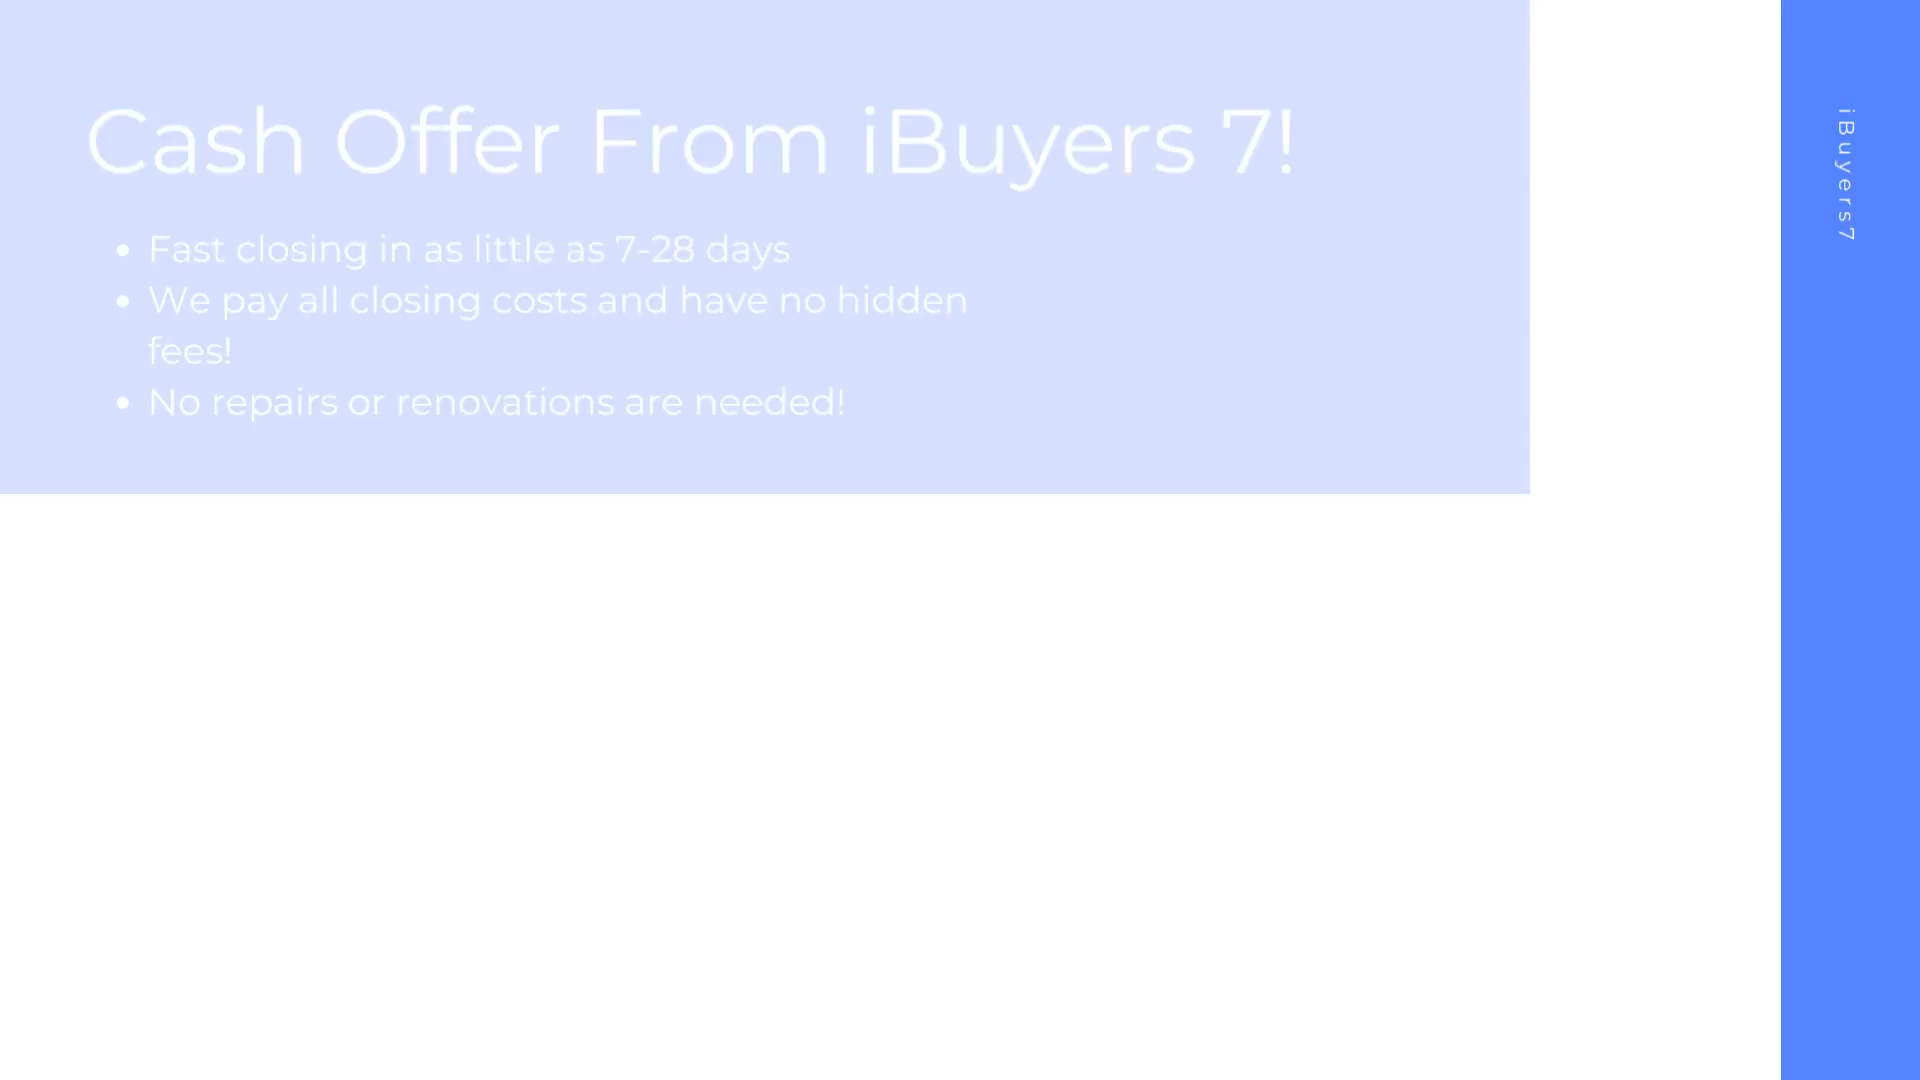 Cash Offer From iBuyers 7!
• Fast closing in as little as 7-28 days
• We pay all closing costs and have no hidden
fees!
• No repairs or renovations are needed!
iBuyers7